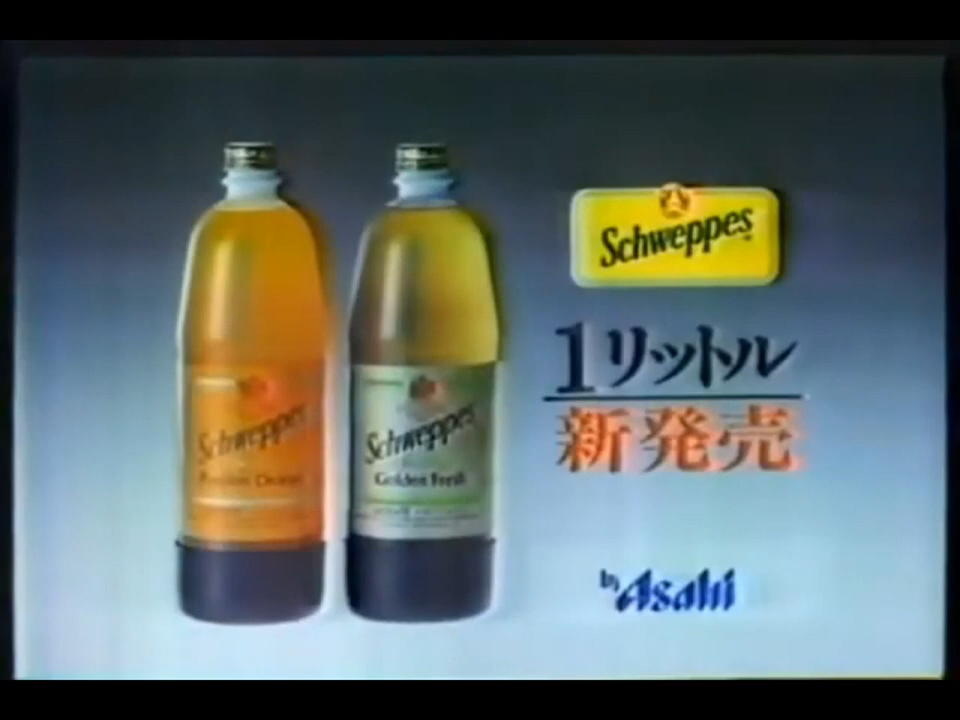 Schweppes
1リットル
新発売
by Asahi
Schweppes
Schweppes
Golden Fresh